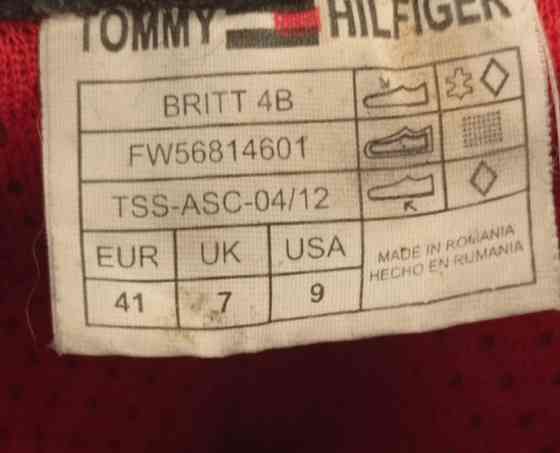 TOMMY HILFIGER
BRITT 4B
FW56814601
TSS-ASC-04/12
EUR UK USA
41 7 9
MADE IN ROMANIA
HECHO EN RUMANIA